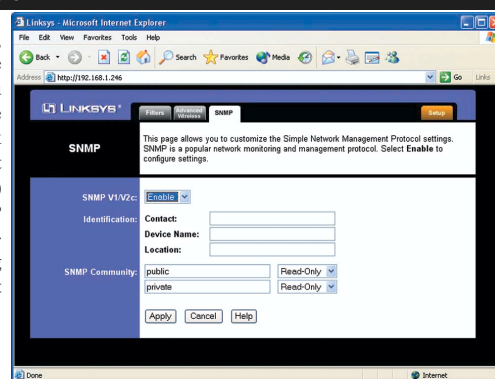 Linksys - Microsoft Internet Explorer
File Edit View Favorites Tools Help
Back Search Favorites Media
Address http://192.168.1.246 Go Links
LINKSYS®
Filters Advanced Wireless SNMP Setup
SNMP
This page allows you to customize the Simple Network Management Protocol settings.
SNMP is a popular network monitoring and management protocol. Select Enable to
configure settings.
SNMP V1/V2c: Enable
Identification: Contact:
Device Name:
Location:
SNMP Community: public Read-Only
private Read-Only
Apply Cancel Help
Done Internet